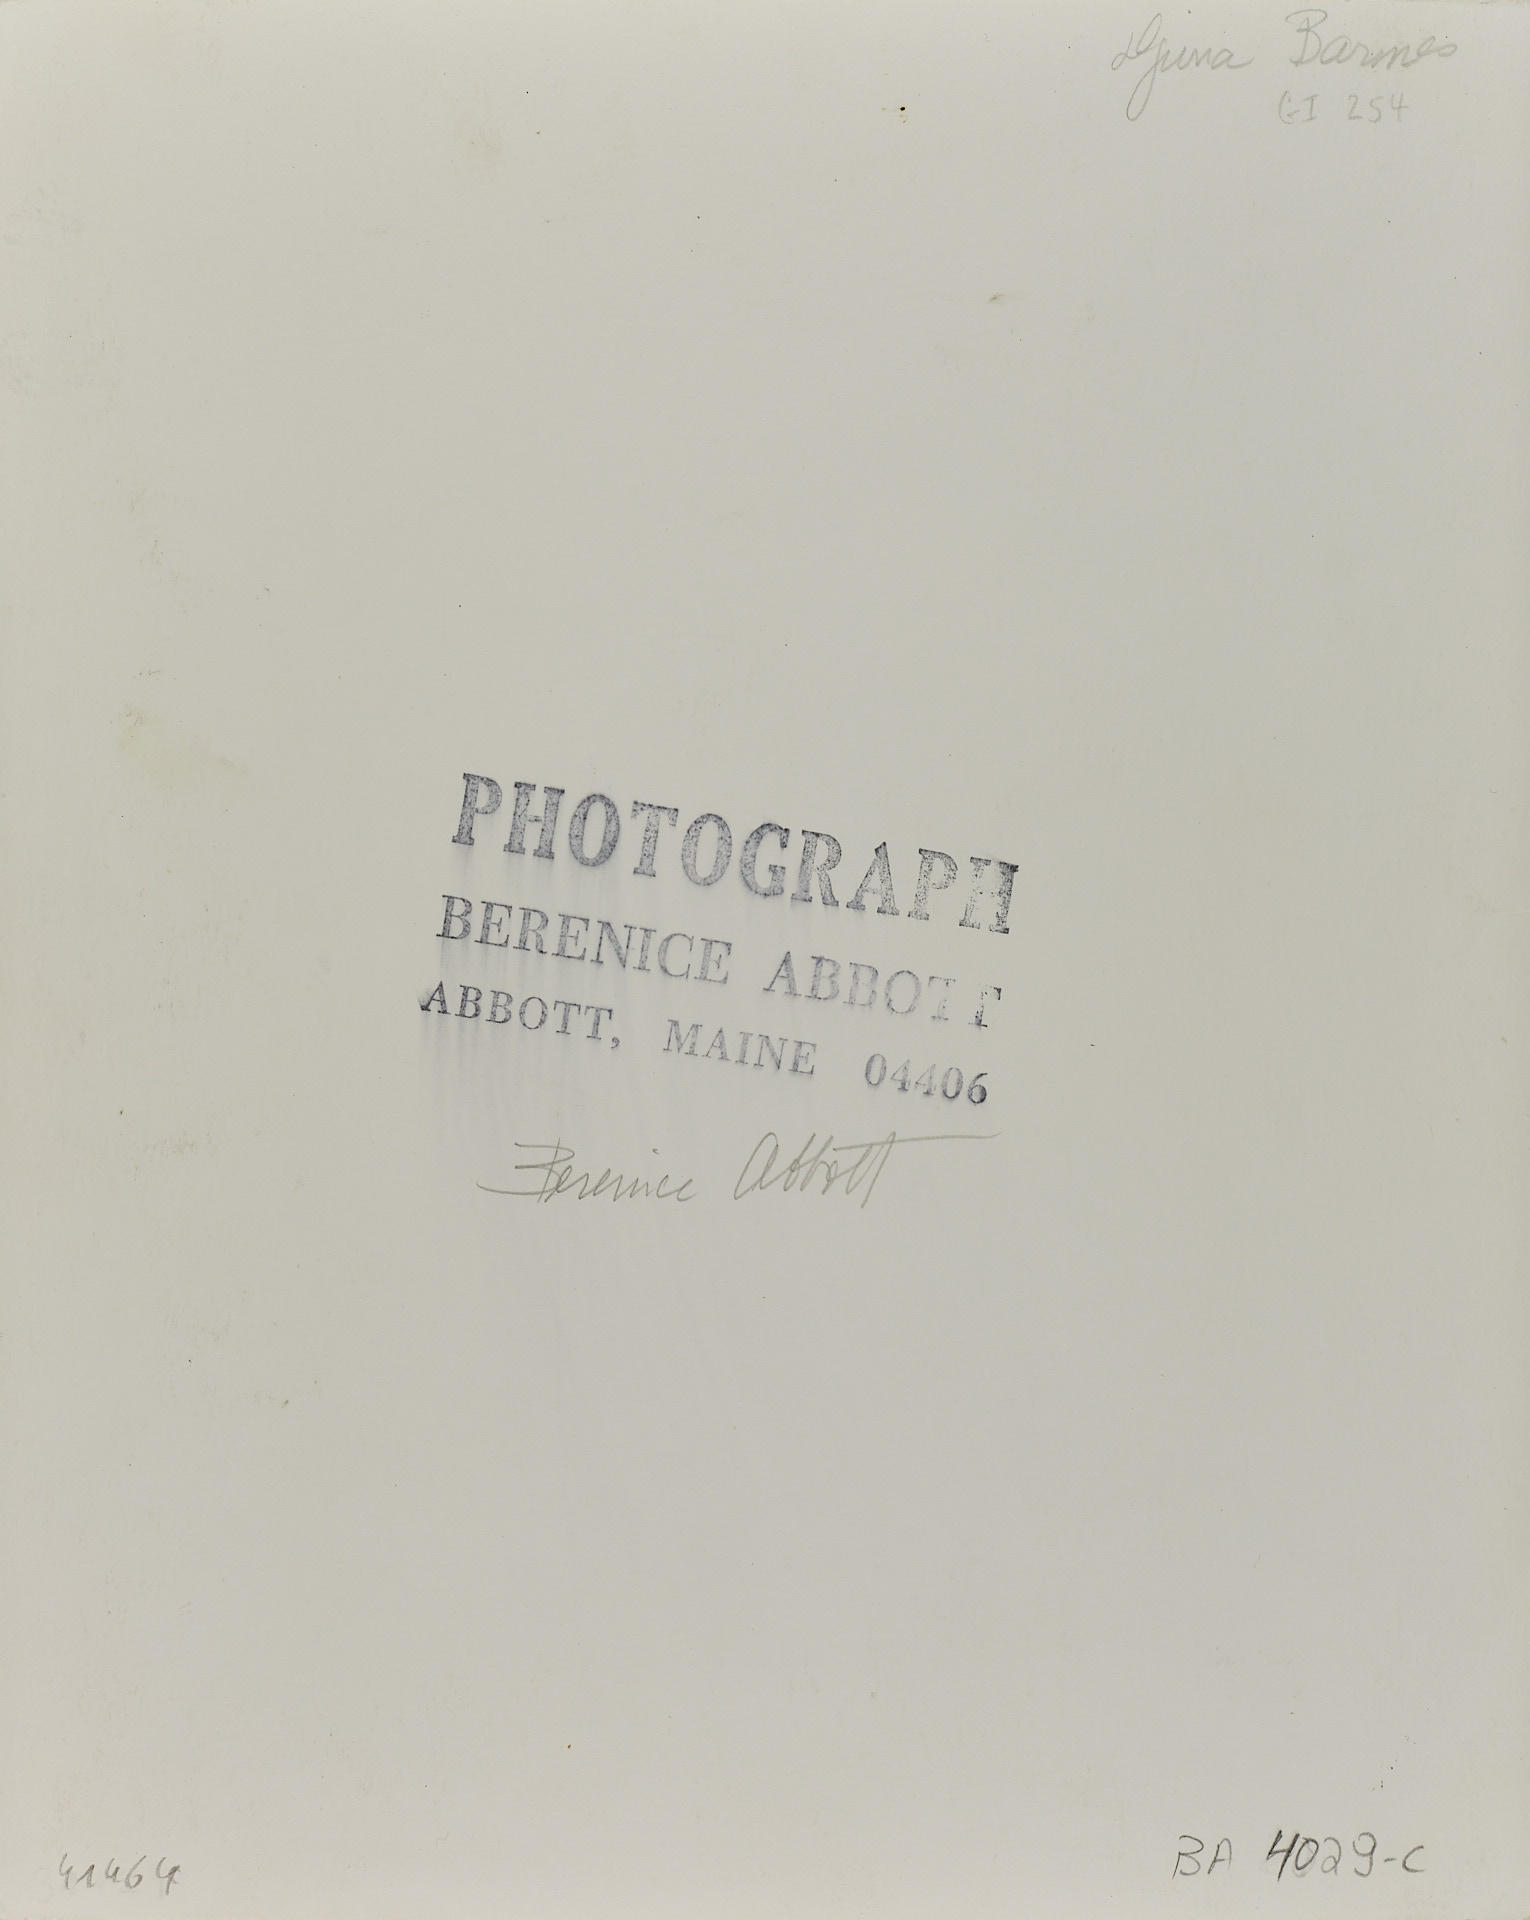 Djuna Barnes
GI 254
PHOTOGRAPH
BERENICE ABBOTT
ABBOTT, MAINE 04406
Berenice Abbott
41464
BA 4029-C